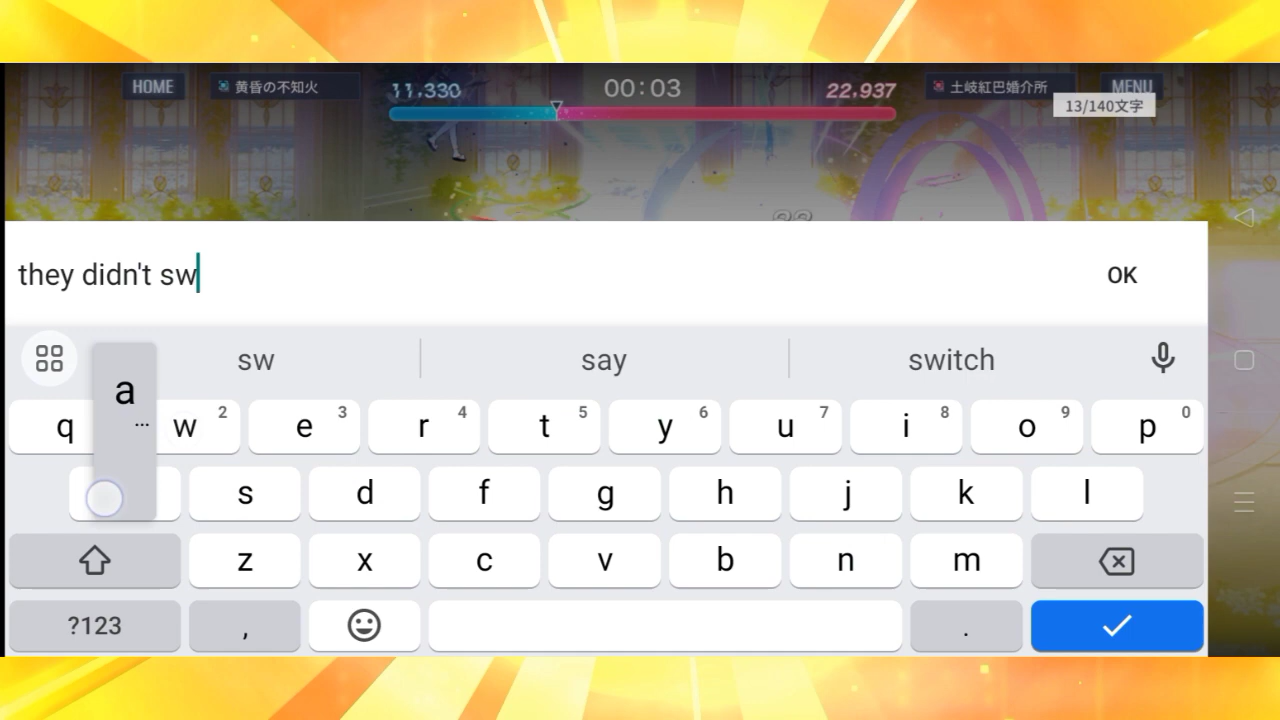 HOME
黄昏の不知火
11,330
00:03
22,937
土岐紅巴婚介所
MENU
13/140文字
they didn't sw
OK
sw
say
switch
a
...
q
w 2
e 3
r 4
t 5
y 6
u 7
i 8
o 9
p 0
s
d
f
g
h
j
k
l
z
x
c
v
b
n
m
?123
,
.